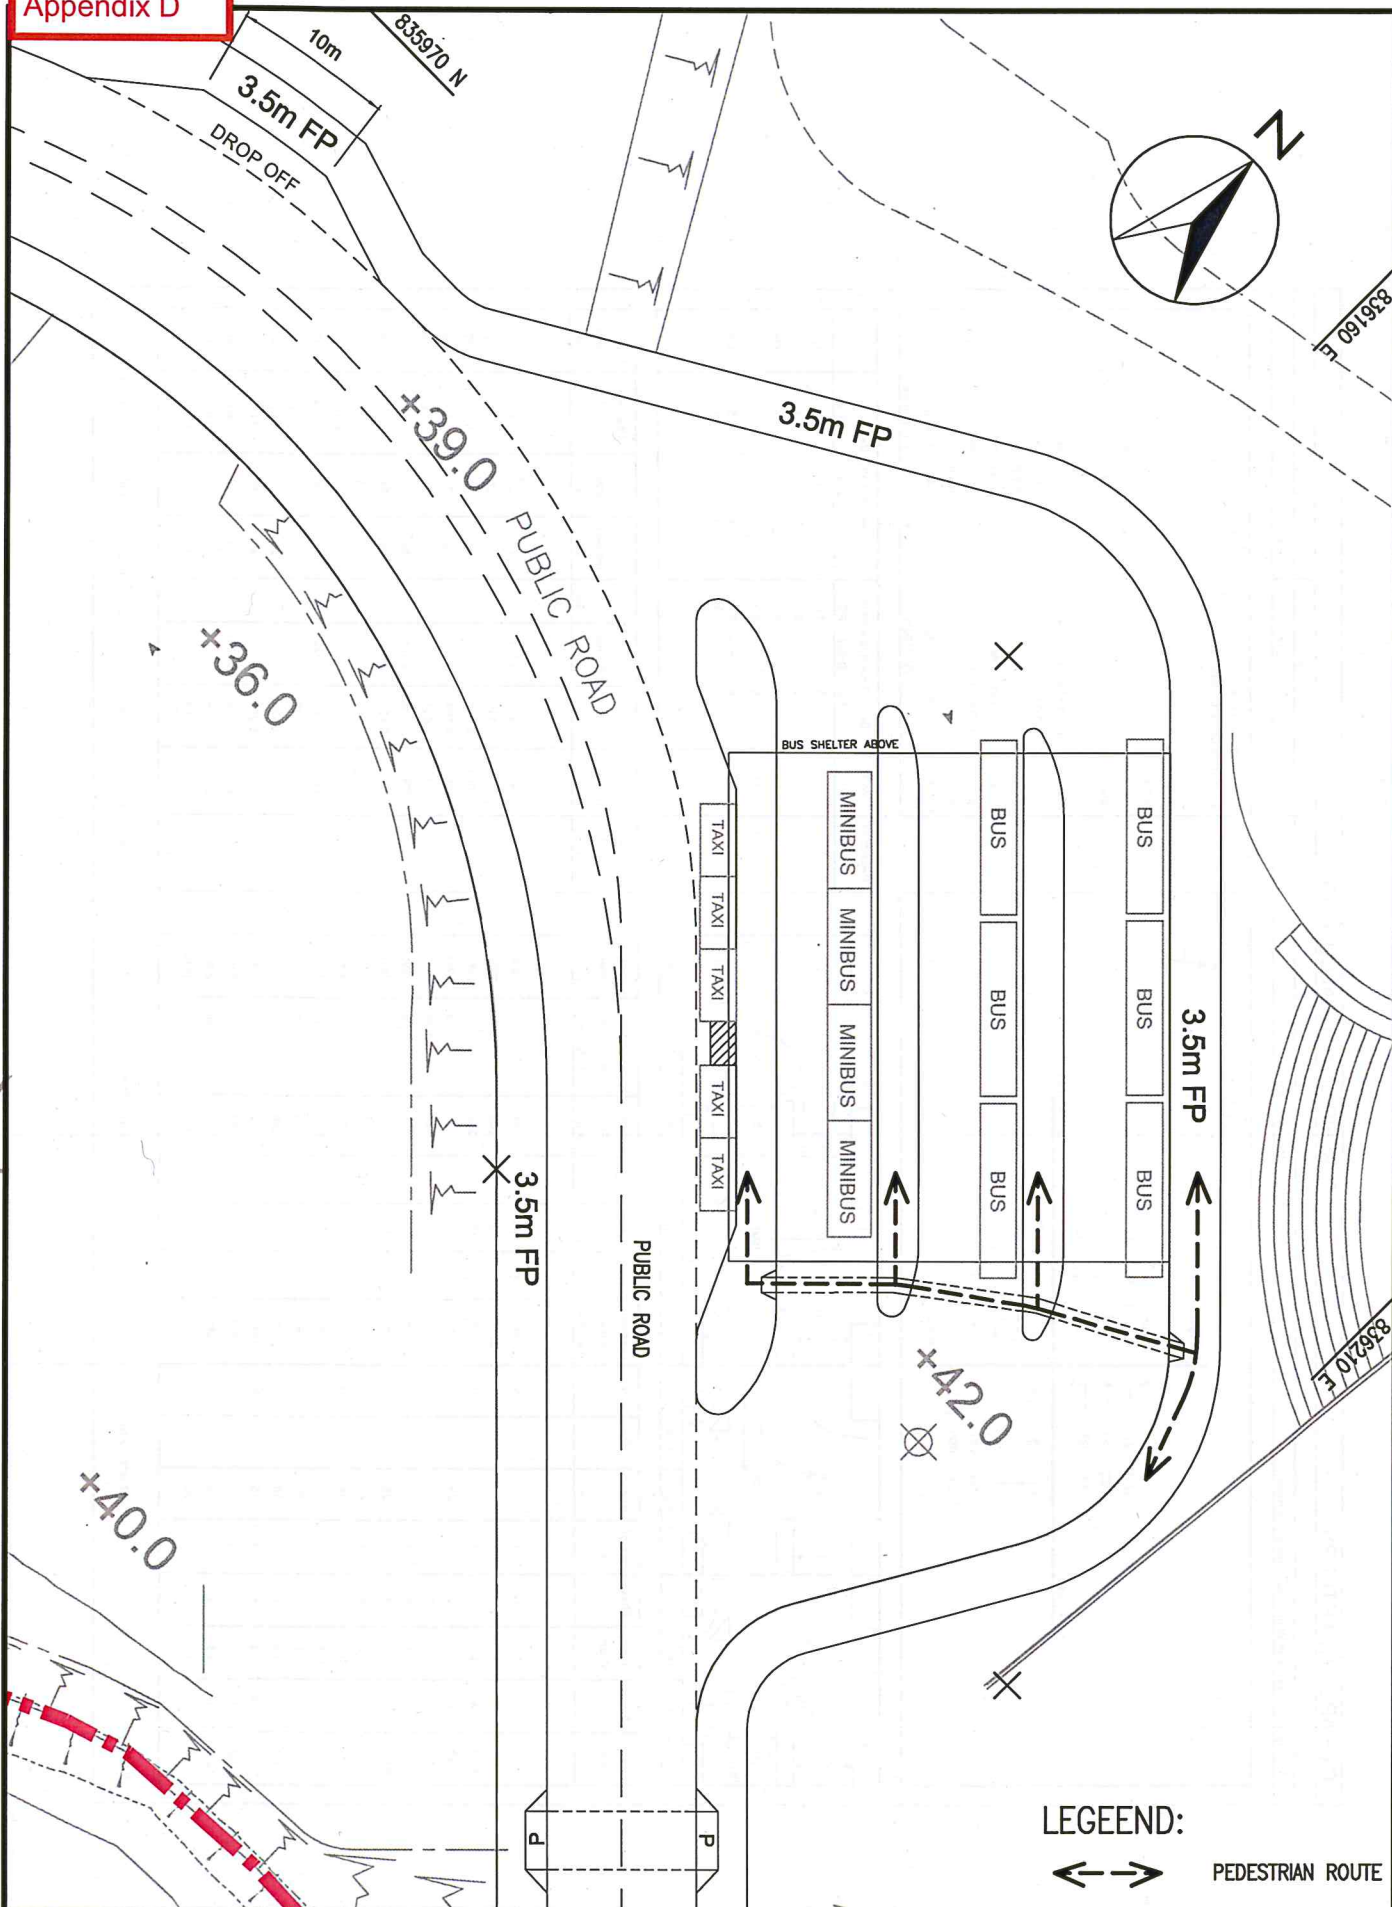 Appendix D
10m
835970 N
3.5m FP
DROP OFF
N
836160 E
3.5m FP
+39.0
PUBLIC ROAD
+36.0
BUS SHELTER ABOVE
TAXI
MINIBUS
BUS
BUS
TAXI
MINIBUS
BUS
BUS
TAXI
MINIBUS
3.5m FP
TAXI
MINIBUS
BUS
BUS
TAXI
3.5m FP
PUBLIC ROAD
836210 E
+42.0
+40.0
P
P
LEGEEND:
PEDESTRIAN ROUTE